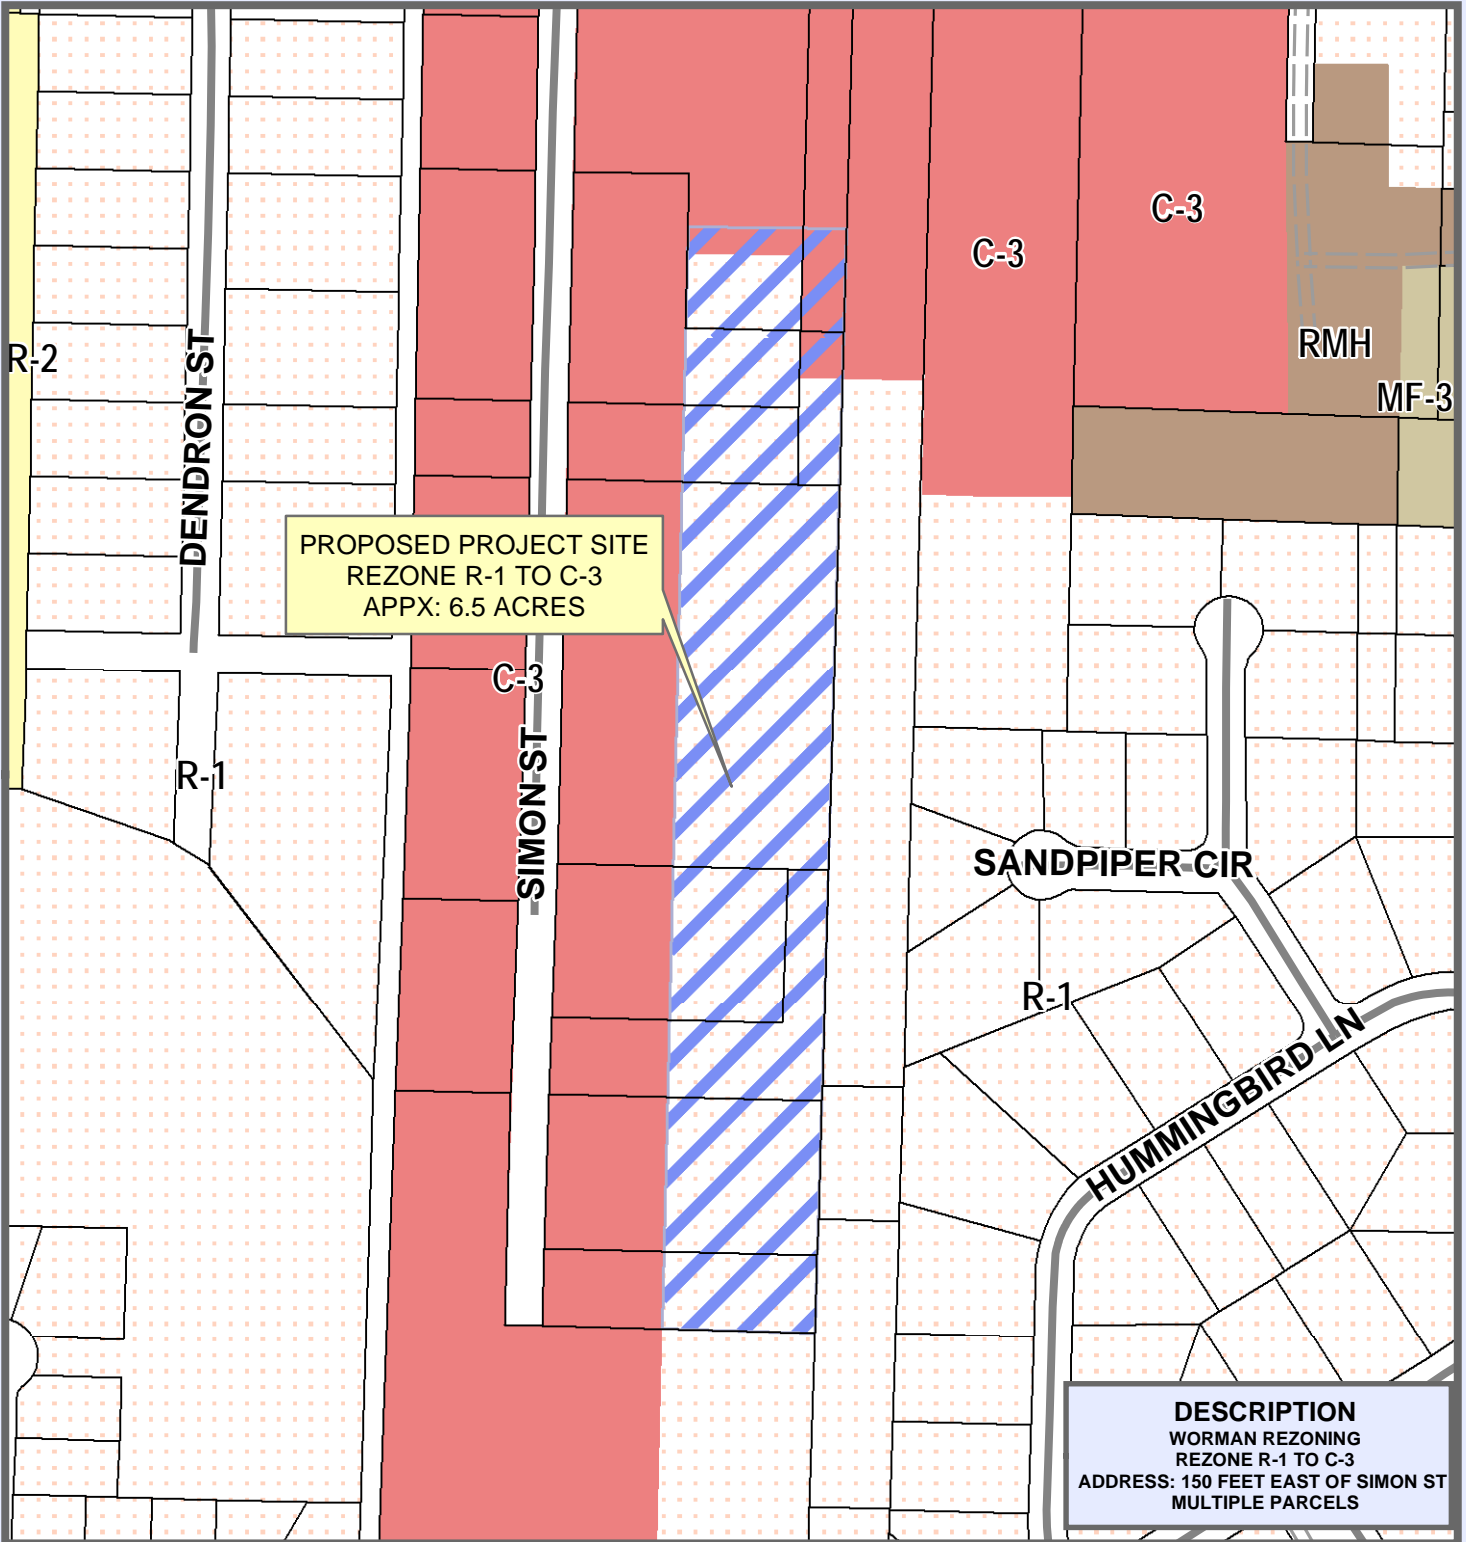 C-3
C-3
RMH
R-2
MF-3
DENDRON ST
PROPOSED PROJECT SITE
REZONE R-1 TO C-3
APPX: 6.5 ACRES
C-3
SIMON ST
R-1
SANDPIPER CIR
R-1
HUMMINGBIRD LN
DESCRIPTION
WORMAN REZONING
REZONE R-1 TO C-3
ADDRESS: 150 FEET EAST OF SIMON ST
MULTIPLE PARCELS